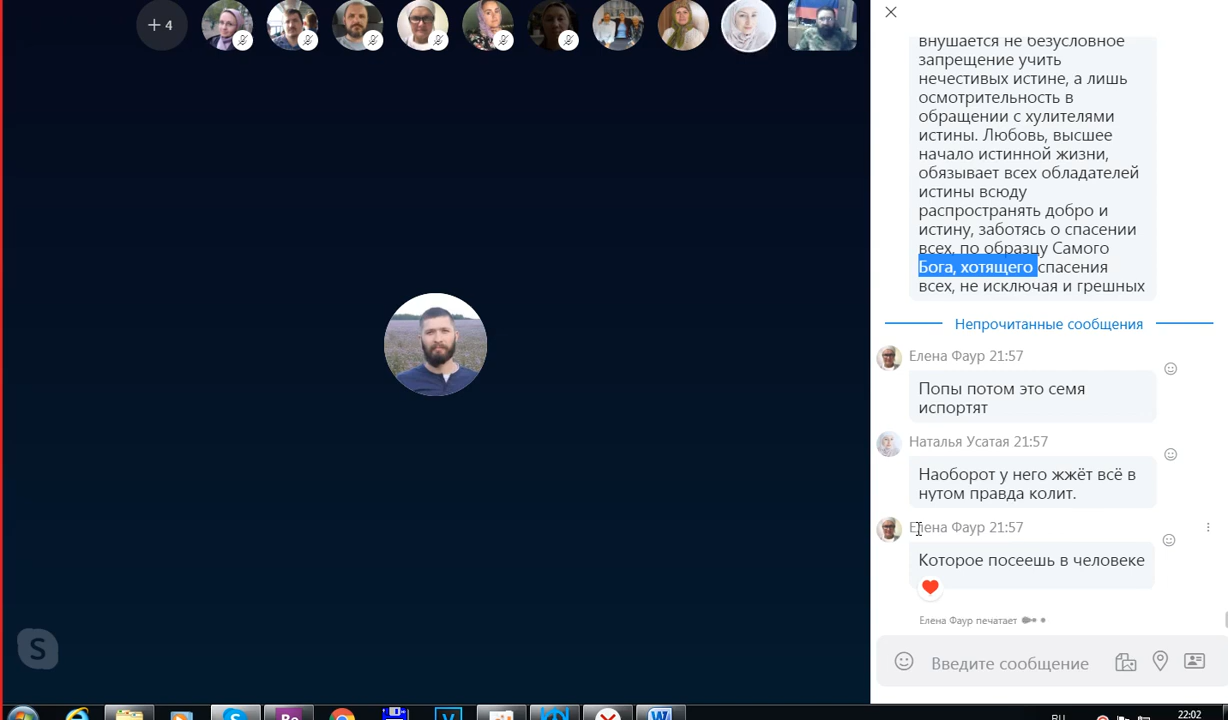 + 4
внушается не безусловное
запрещение учить
нечестивых истине, а лишь
осмотрительность в
обращении с хулителями
истины. Любовь, высшее
начало истинной жизни,
обязывает всех обладателей
истины всюду
распространять добро и
истину, заботясь о спасении
всех, по образцу Самого
Бога, хотящего спасения
всех, не исключая и грешных
Непрочитанные сообщения
Елена Фаур 21:57
Попы потом это семя
испортят
Наталья Усатая 21:57
Наоборот у него жжёт всё в
нутом правда колит.
Елена Фаур 21:57
Которое посеешь в человеке
Елена Фаур печатает
Введите сообщение
S
RU
22:02